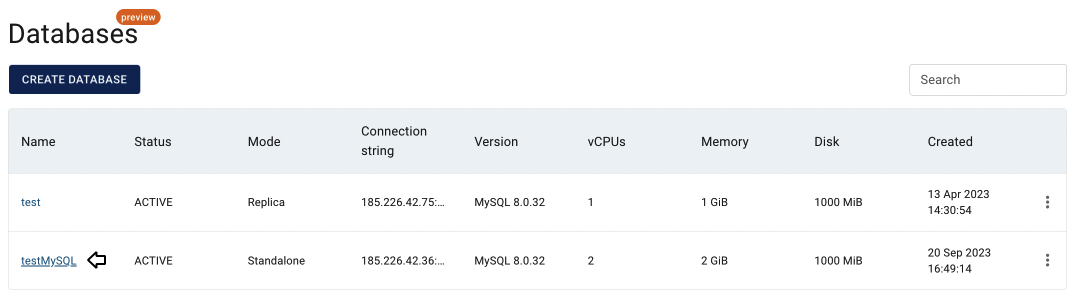 preview
Databases
CREATE DATABASE
Search
Name Status Mode Connection string Version vCPUs Memory Disk Created
test ACTIVE Replica 185.226.42.75:... MySQL 8.0.32 1 1 GiB 1000 MiB 13 Apr 2023 14:30:54
testMySQL ACTIVE Standalone 185.226.42.36:... MySQL 8.0.32 2 2 GiB 1000 MiB 20 Sep 2023 16:49:14